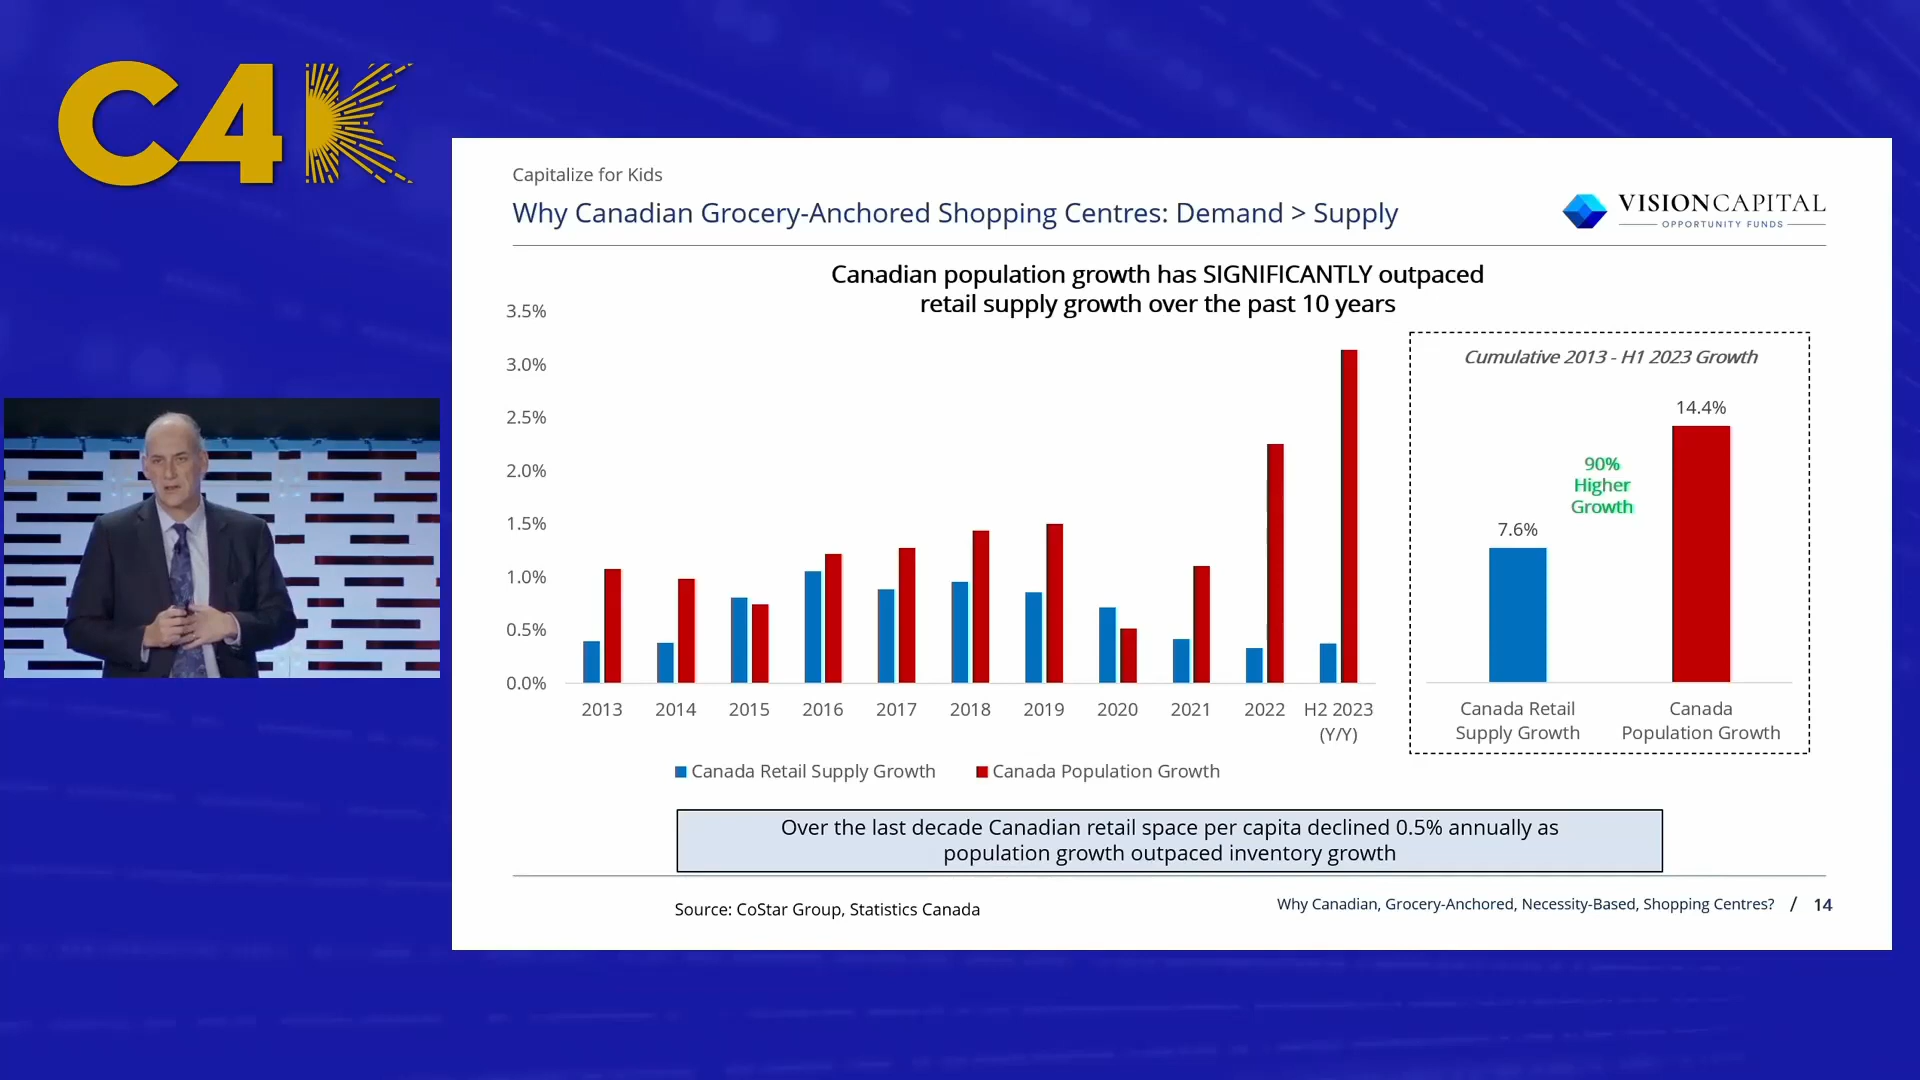 C4K
Capitalize for Kids
Why Canadian Grocery-Anchored Shopping Centres: Demand > Supply
VISIONCAPITAL
OPPORTUNITY FUNDS
Canadian population growth has SIGNIFICANTLY outpaced
retail supply growth over the past 10 years
3.5%
3.0%
2.5%
2.0%
1.5%
1.0%
0.5%
0.0%
2013 2014 2015 2016 2017 2018 2019 2020 2021 2022 H2 2023
(Y/Y)
Canada Retail Supply Growth Canada Population Growth
Cumulative 2013 - H1 2023 Growth
14.4%
90%
Higher
Growth
7.6%
Canada Retail
Supply Growth
Canada
Population Growth
Over the last decade Canadian retail space per capita declined 0.5% annually as
population growth outpaced inventory growth
Source: CoStar Group, Statistics Canada
Why Canadian, Grocery-Anchored, Necessity-Based, Shopping Centres? / 14